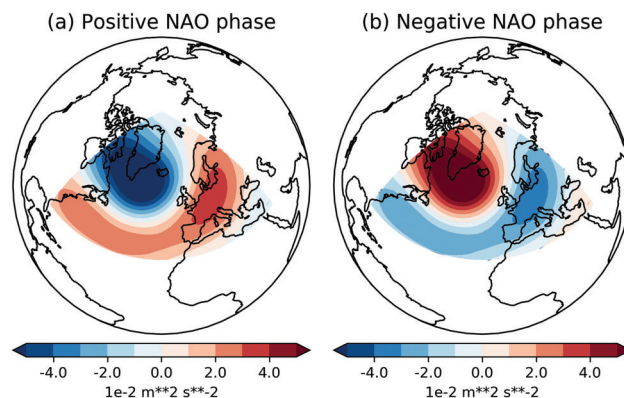 (a) Positive NAO phase
(b) Negative NAO phase
-4.0 -2.0 0.0 2.0 4.0
1e-2 m**2 s**-2
-4.0 -2.0 0.0 2.0 4.0
1e-2 m**2 s**-2